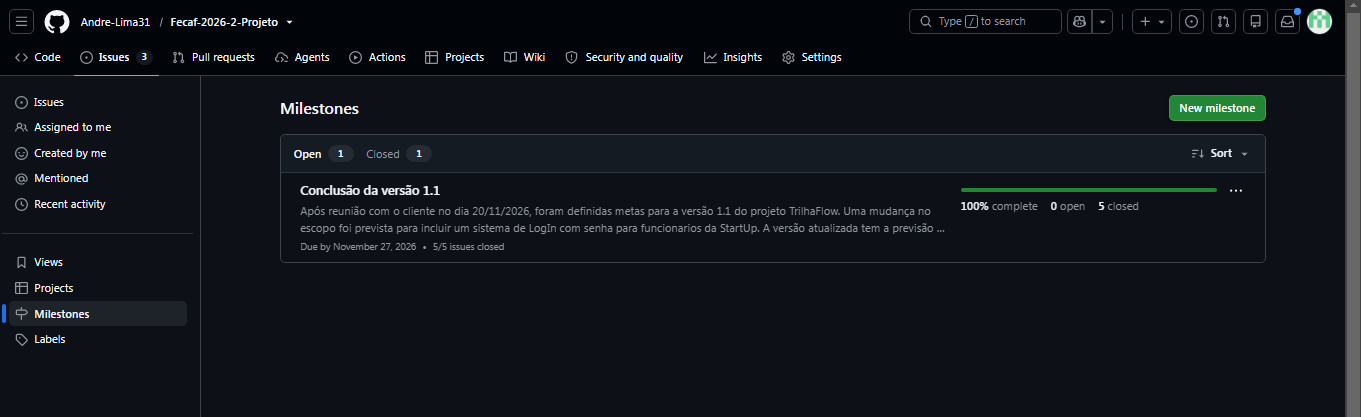 Andre-Lima31 / Fecaf-2026-2-Projeto
Type / to search
Code
Issues 3
Pull requests
Agents
Actions
Projects
Wiki
Security and quality
Insights
Settings
Issues
Assigned to me
Created by me
Mentioned
Recent activity
Views
Projects
Milestones
Labels
Milestones
New milestone
Open 1 Closed 1
Sort
Conclusão da versão 1.1
Após reunião com o cliente no dia 20/11/2026, foram definidas metas para a versão 1.1 do projeto TrilhaFlow. Uma mudança no
escopo foi prevista para incluir um sistema de LogIn com senha para funcionarios da StartUp. A versão atualizada tem a previsão ...
Due by November 27, 2026 • 5/5 issues closed
100% complete 0 open 5 closed